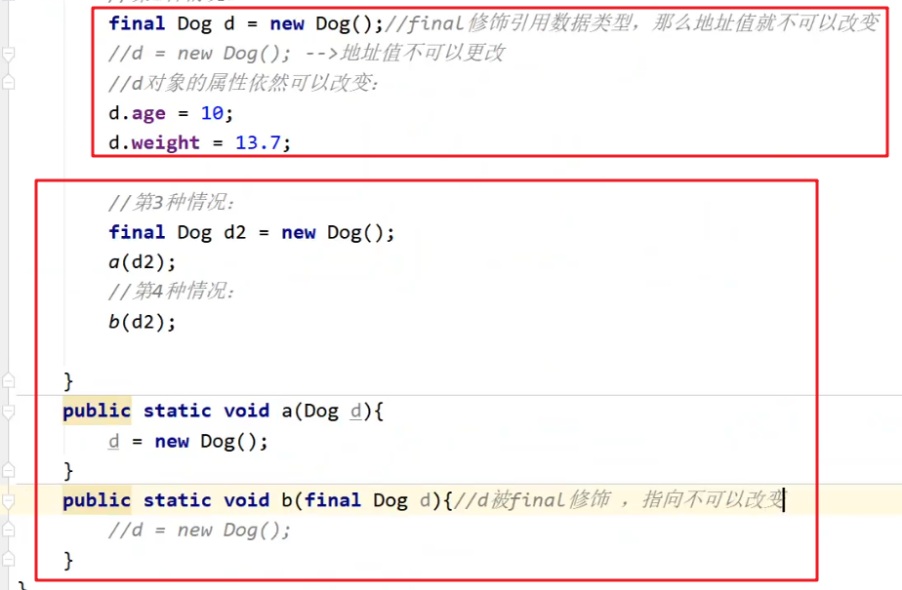 final Dog d = new Dog();//final修饰引用数据类型，那么地址值就不可以改变
//d = new Dog(); -->地址值不可以更改
//d对象的属性依然可以改变:
d.age = 10;
d.weight = 13.7;
//第3种情况:
final Dog d2 = new Dog();
a(d2);
//第4种情况:
b(d2);
}
public static void a(Dog d){
d = new Dog();
}
public static void b(final Dog d){//d被final修饰 ，指向不可以改变
//d = new Dog();
}
}